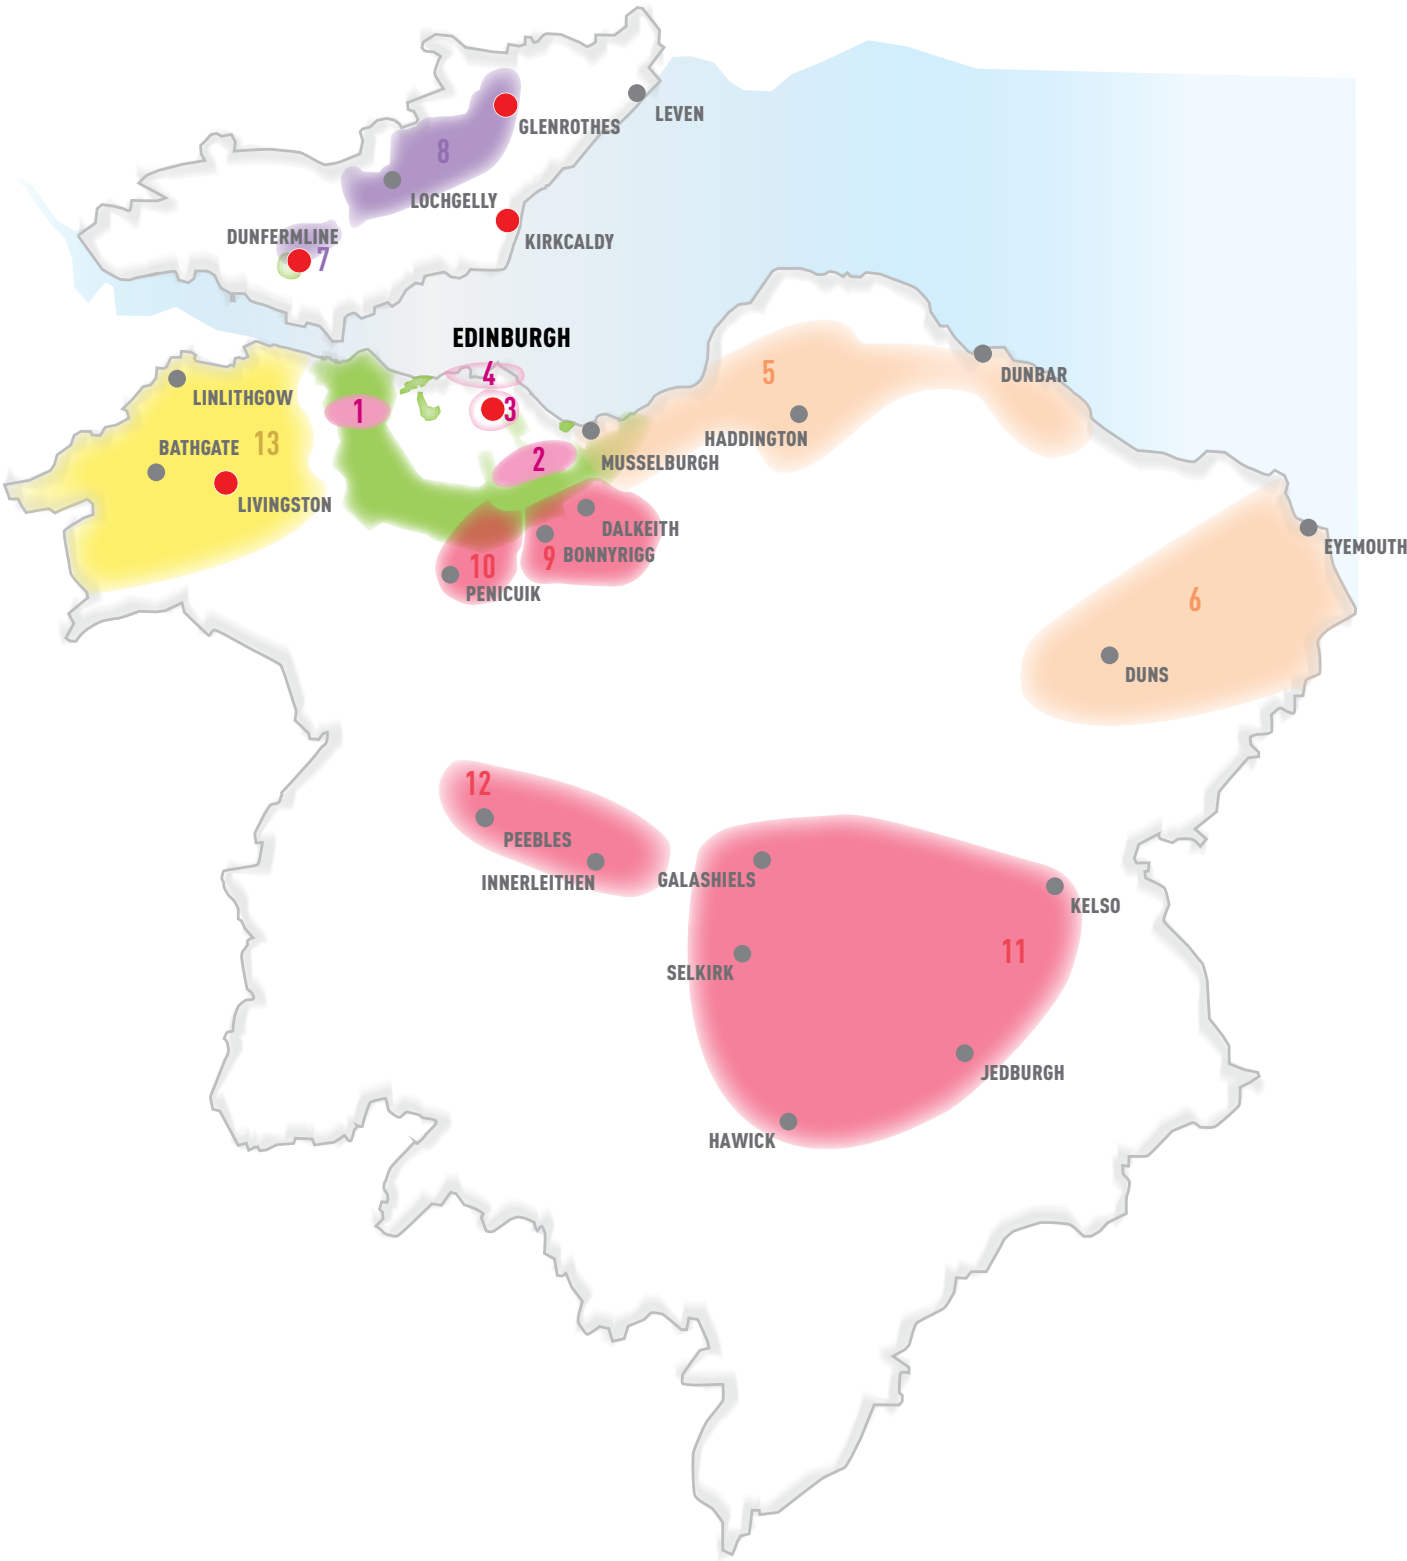 LEVEN
GLENROTHES
8
LOCHGELLY
DUNFERMLINE
KIRKCALDY
7
EDINBURGH
4
5
DUNBAR
LINLITHGOW
1
3
HADDINGTON
BATHGATE
13
2
MUSSELBURGH
LIVINGSTON
DALKEITH
EYEMOUTH
9
BONNYRIGG
10
PENICUIK
6
DUNS
12
PEEBLES
INNERLEITHEN
GALASHIELS
KELSO
11
SELKIRK
JEDBURGH
HAWICK